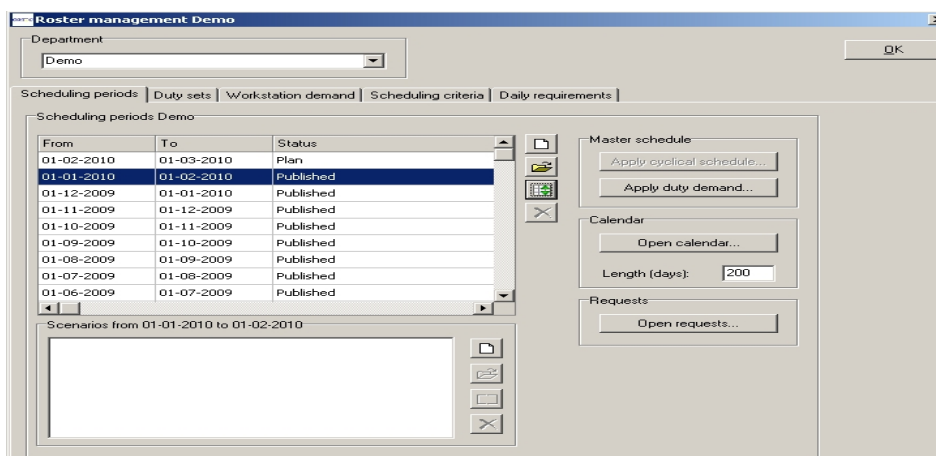 Roster management Demo
Department
Demo
OK
Scheduling periods Duty sets Workstation demand Scheduling criteria Daily requirements
Scheduling periods Demo
From To Status
01-02-2010 01-03-2010 Plan
01-01-2010 01-02-2010 Published
01-12-2009 01-01-2010 Published
01-11-2009 01-12-2009 Published
01-10-2009 01-11-2009 Published
01-09-2009 01-10-2009 Published
01-08-2009 01-09-2009 Published
01-07-2009 01-08-2009 Published
01-06-2009 01-07-2009 Published
Master schedule
Apply cyclical schedule...
Apply duty demand...
Calendar
Open calendar...
Length (days): 200
Requests
Open requests...
Scenarios from 01-01-2010 to 01-02-2010